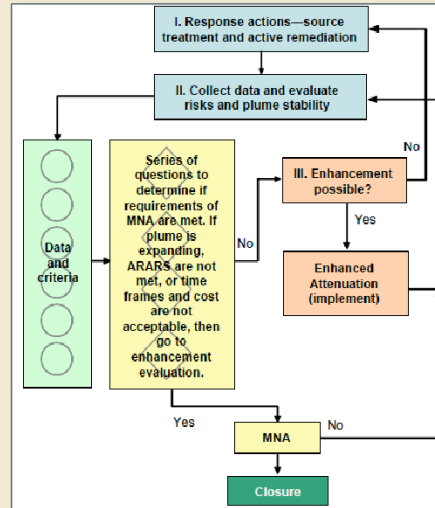 I. Response actions—source
treatment and active remediation
II. Collect data and evaluate
risks and plume stability
Data
and
criteria
Series of
questions to
determine if
requirements of
MNA are met. If
plume is
expanding,
ARARS are not
met, or time
frames and cost
are not
acceptable, then
go to
enhancement
evaluation.
No
III. Enhancement
possible?
No
Yes
Enhanced
Attenuation
(implement)
Yes
MNA
No
Closure